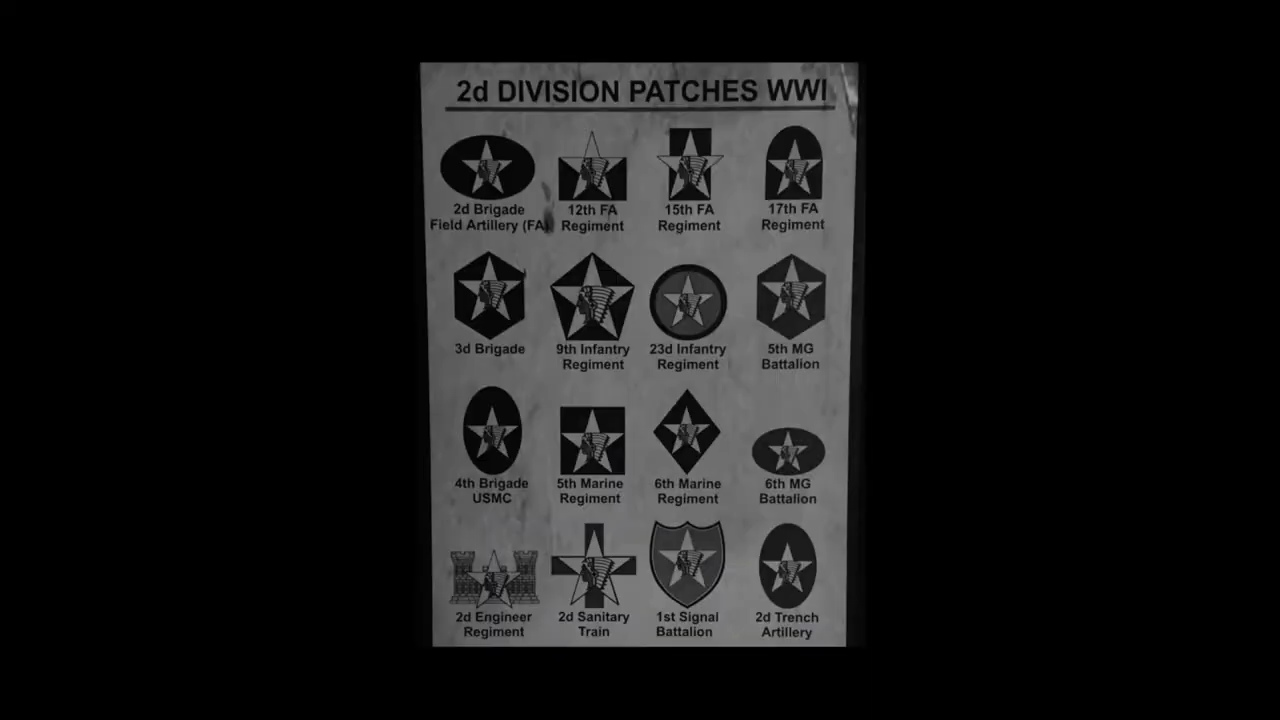 2d DIVISION PATCHES WWI
2d Brigade
Field Artillery (FA)
12th FA
Regiment
15th FA
Regiment
17th FA
Regiment
3d Brigade
9th Infantry
Regiment
23d Infantry
Regiment
5th MG
Battalion
4th Brigade
USMC
5th Marine
Regiment
6th Marine
Regiment
6th MG
Battalion
2d Engineer
Regiment
2d Sanitary
Train
1st Signal
Battalion
2d Trench
Artillery